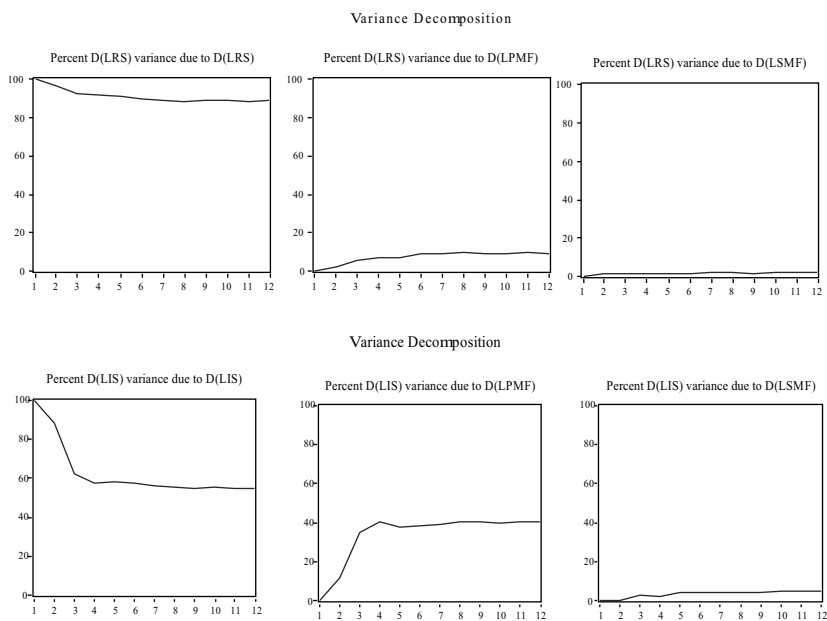 Variance Decomposition
Percent D(LRS) variance due to D(LRS)
Percent D(LRS) variance due to D(LPMF)
Percent D(LRS) variance due to D(LSMF)
100
80
60
40
20
0
1 2 3 4 5 6 7 8 9 10 11 12
100
80
60
40
20
0
1 2 3 4 5 6 7 8 9 10 11 12
100
80
60
40
20
0
1 2 3 4 5 6 7 8 9 10 11 12
Variance Decomposition
Percent D(LIS) variance due to D(LIS)
Percent D(LIS) variance due to D(LPMF)
Percent D(LIS) variance due to D(LSMF)
100
80
60
40
20
0
1 2 3 4 5 6 7 8 9 10 11 12
100
80
60
40
20
0
1 2 3 4 5 6 7 8 9 10 11 12
100
80
60
40
20
0
1 2 3 4 5 6 7 8 9 10 11 12